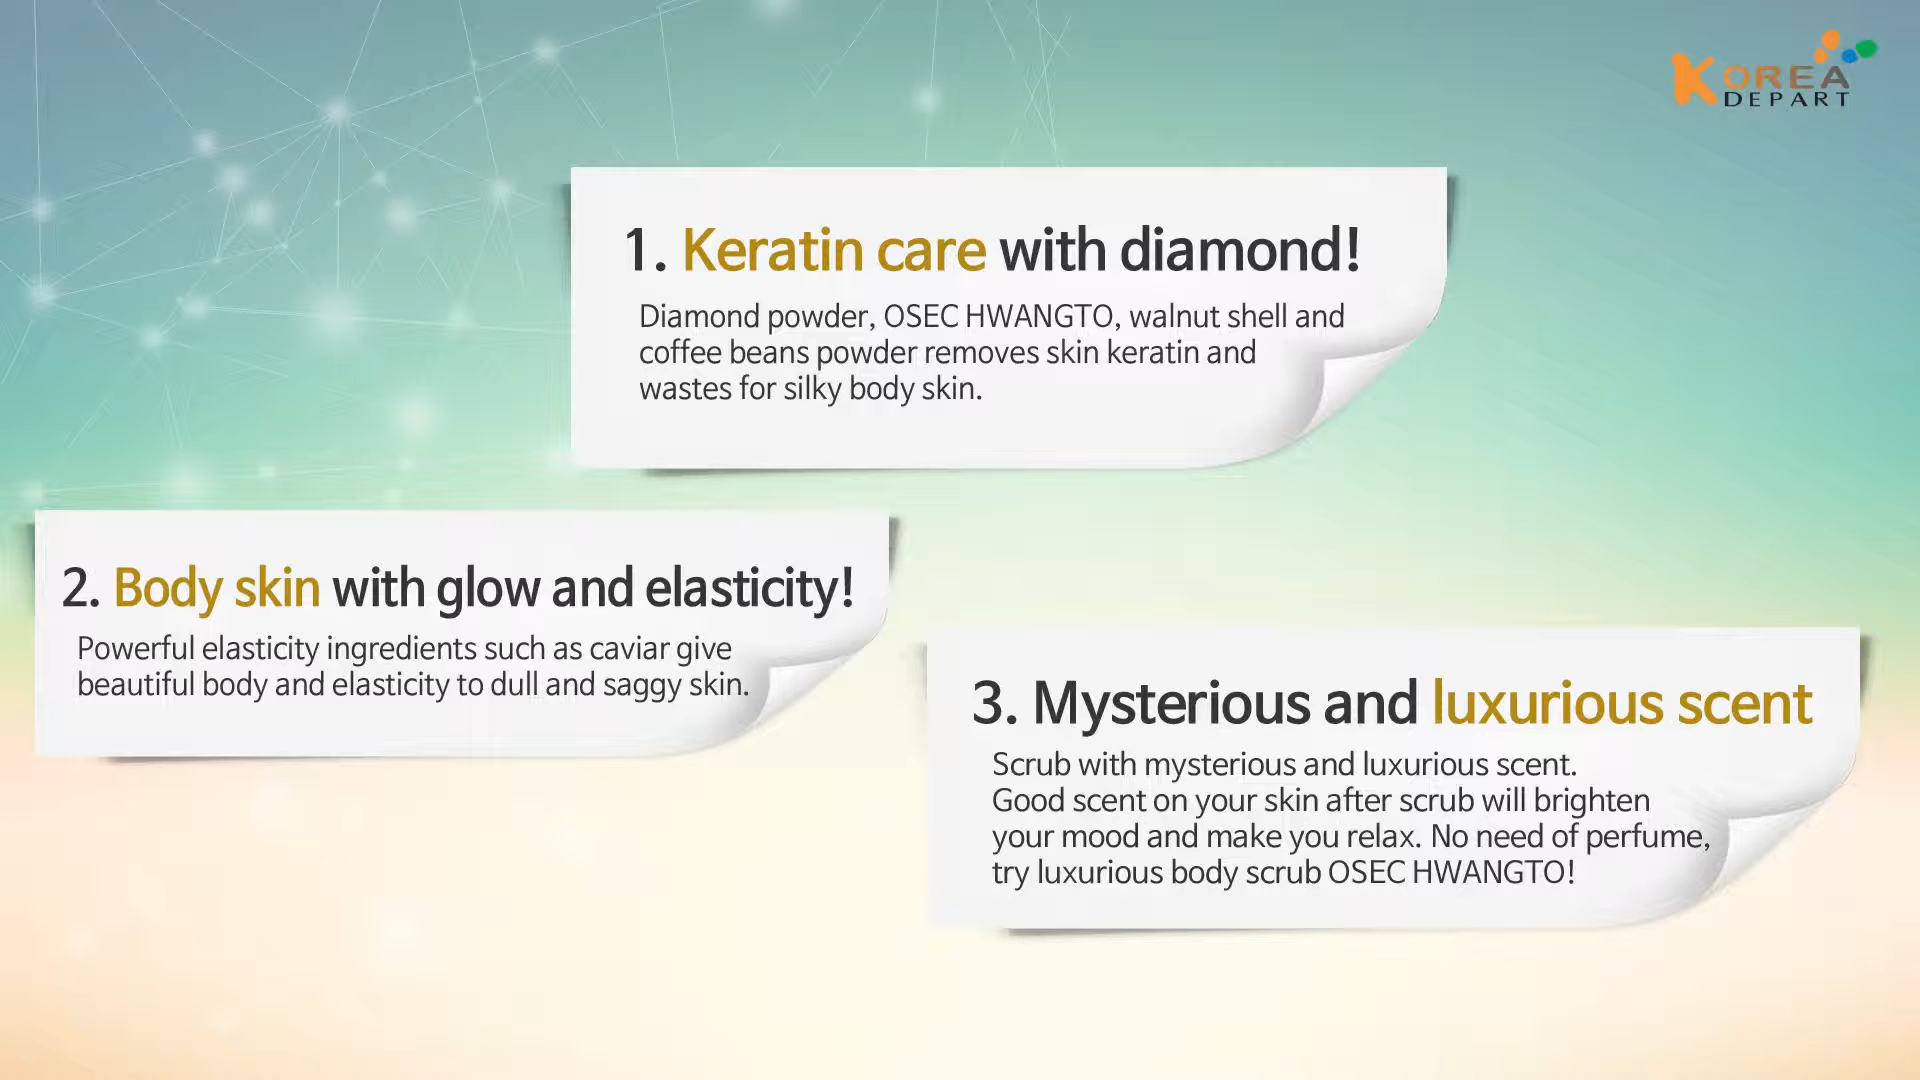 KOREA
DEPART
1. Keratin care with diamond!
Diamond powder, OSEC HWANGTO, walnut shell and
coffee beans powder removes skin keratin and
wastes for silky body skin.
2. Body skin with glow and elasticity!
Powerful elasticity ingredients such as caviar give
beautiful body and elasticity to dull and saggy skin.
3. Mysterious and luxurious scent
Scrub with mysterious and luxurious scent.
Good scent on your skin after scrub will brighten
your mood and make you relax. No need of perfume,
try luxurious body scrub OSEC HWANGTO!